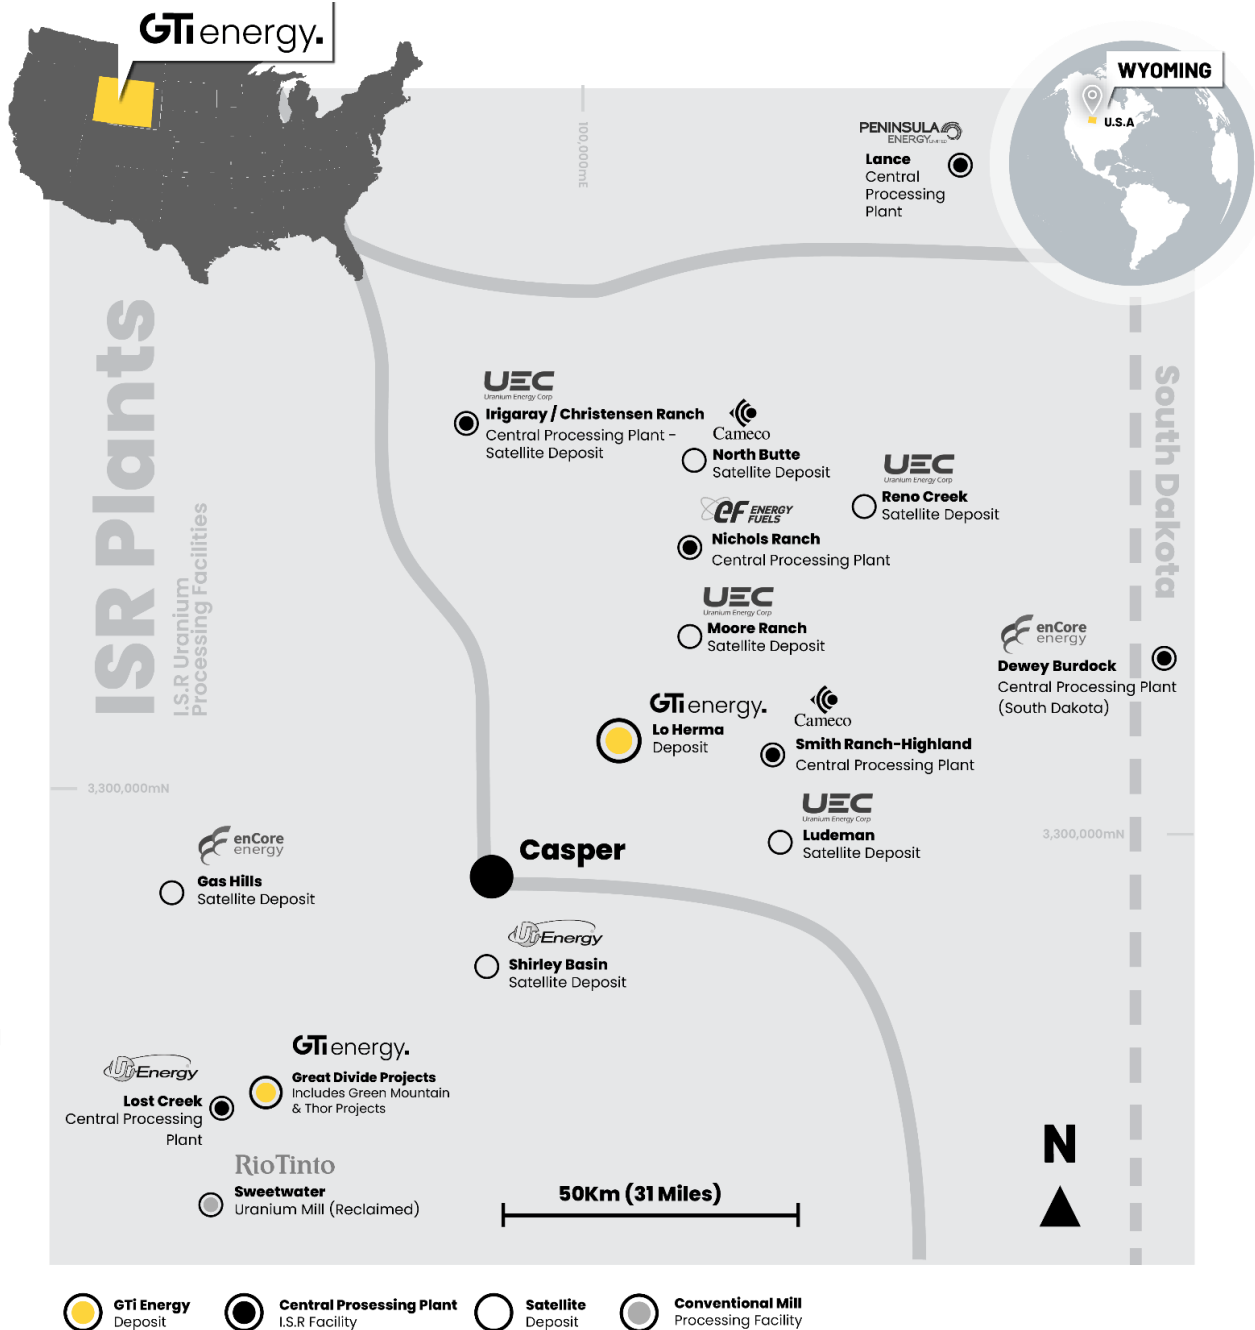 GTi energy.
WYOMING
U.S.A
100,000mE
PENINSULA
ENERGY LIMITED
Lance
Central
Processing
Plant
ISR Plants
I.S.R Uranium
Processing Facilities
South Dakota
UEC
Uranium Energy Corp
Irigaray / Christensen Ranch
Central Processing Plant -
Satellite Deposit
Cameco
North Butte
Satellite Deposit
UEC
Uranium Energy Corp
Reno Creek
Satellite Deposit
eF ENERGY
FUELS
Nichols Ranch
Central Processing Plant
UEC
Uranium Energy Corp
Moore Ranch
Satellite Deposit
enCore
energy
Dewey Burdock
Central Processing Plant
(South Dakota)
GTi energy.
Lo Herma
Deposit
Cameco
Smith Ranch-Highland
Central Processing Plant
3,300,000mN
UEC
Uranium Energy Corp
Ludeman
Satellite Deposit
3,300,000mN
enCore
energy
Gas Hills
Satellite Deposit
Casper
Ur-Energy
Shirley Basin
Satellite Deposit
GTi energy.
Great Divide Projects
Includes Green Mountain
& Thor Projects
Ur-Energy
Lost Creek
Central Processing
Plant
RioTinto
Sweetwater
Uranium Mill (Reclaimed)
50Km (31 Miles)
N
GTi Energy
Deposit
Central Prosessing Plant
I.S.R Facility
Satellite
Deposit
Conventional Mill
Processing Facility